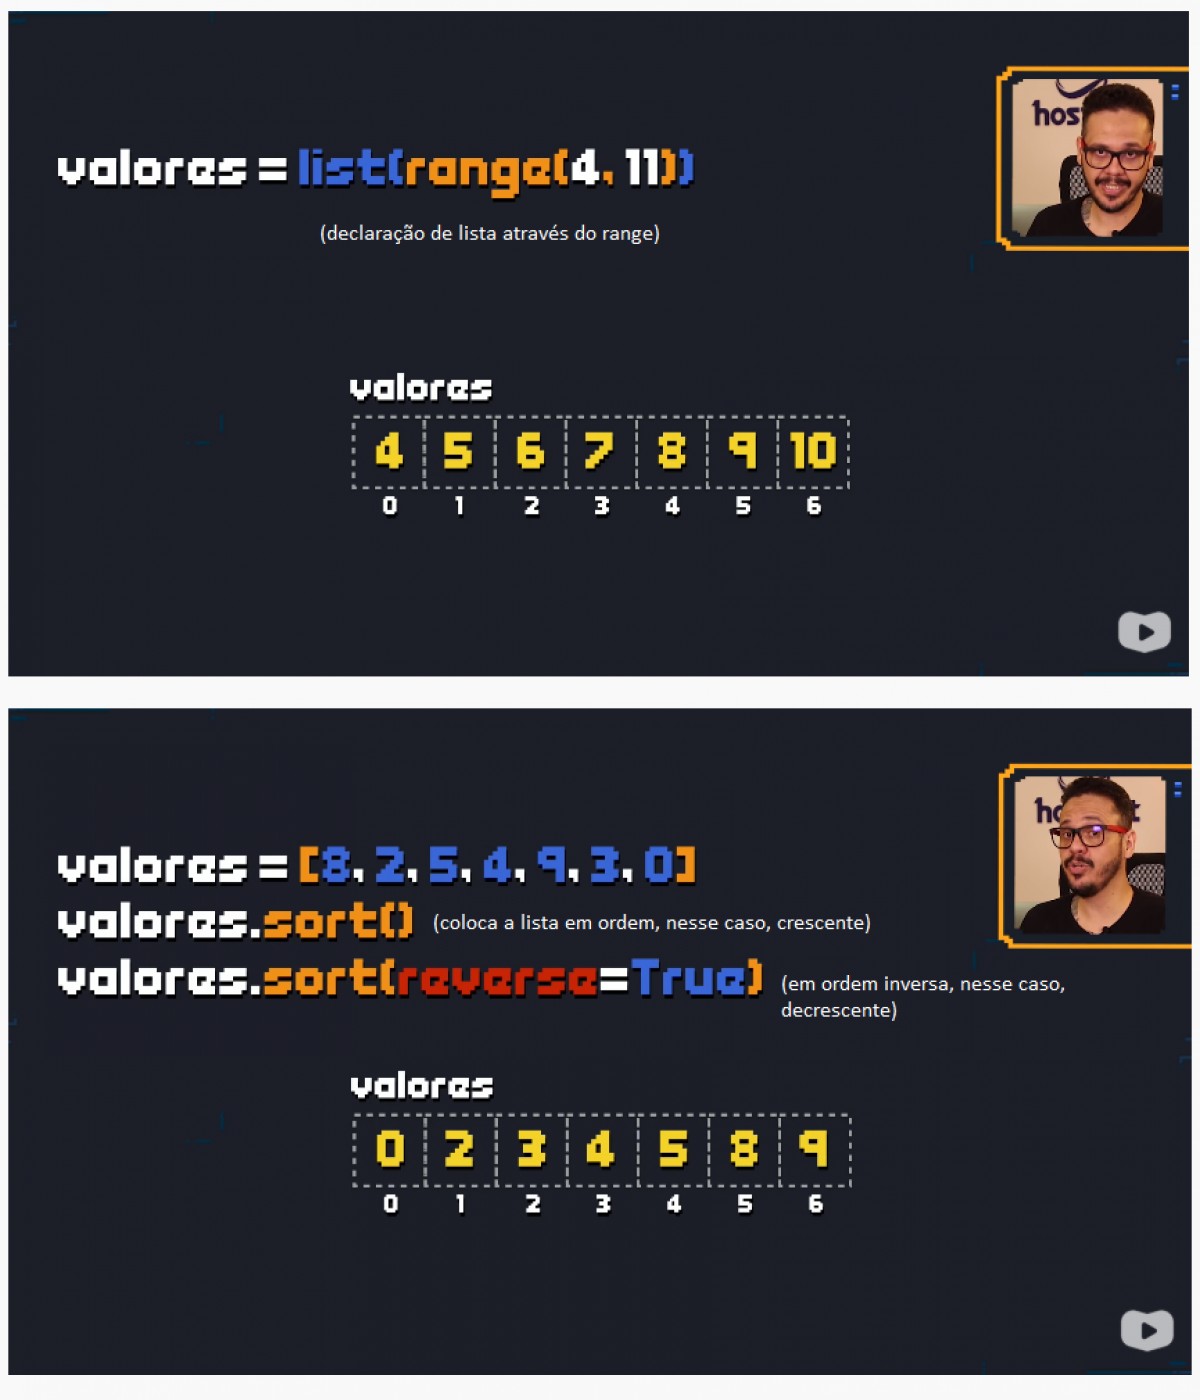 valores = list(range(4, 11))
(declaração de lista através do range)
valores
4 5 6 7 8 9 10
0 1 2 3 4 5 6
valores = [8, 2, 5, 4, 9, 3, 0]
valores.sort() (coloca a lista em ordem, nesse caso, crescente)
valores.sort(reverse=True) (em ordem inversa, nesse caso,
decrescente)
valores
0 2 3 4 5 8 9
0 1 2 3 4 5 6